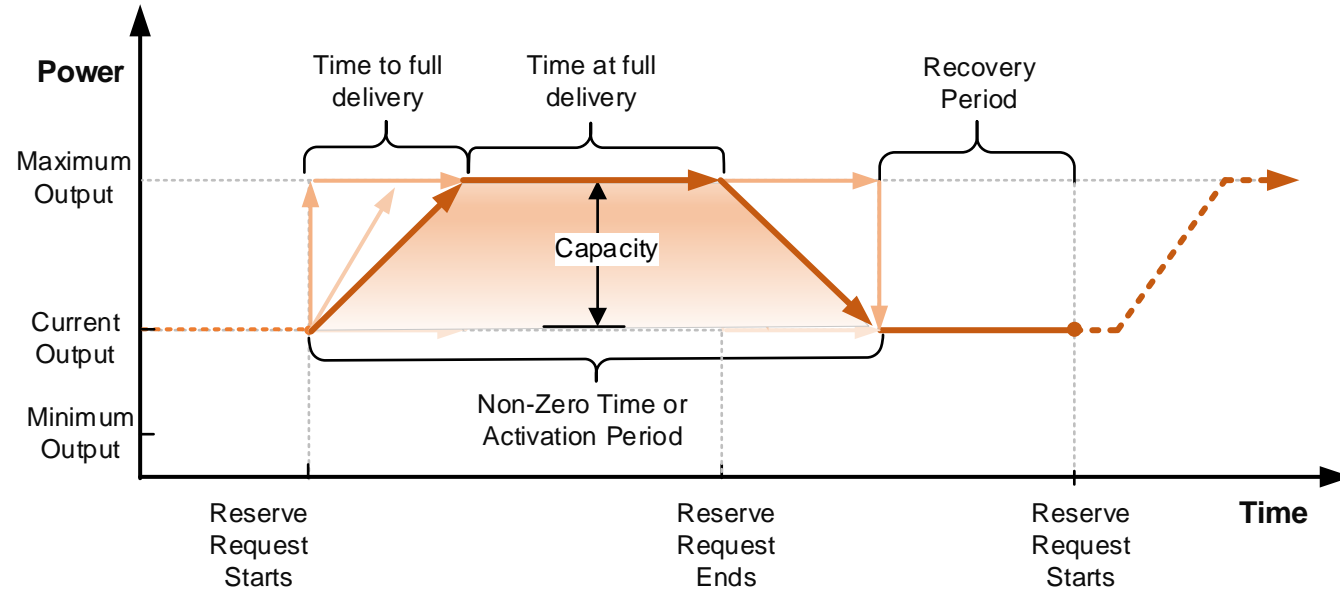 Power
Time to full
delivery
Time at full
delivery
Recovery
Period
Maximum
Output
Capacity
Current
Output
Non-Zero Time or
Activation Period
Minimum
Output
Reserve
Request
Starts
Reserve
Request
Ends
Reserve
Request
Starts
Time